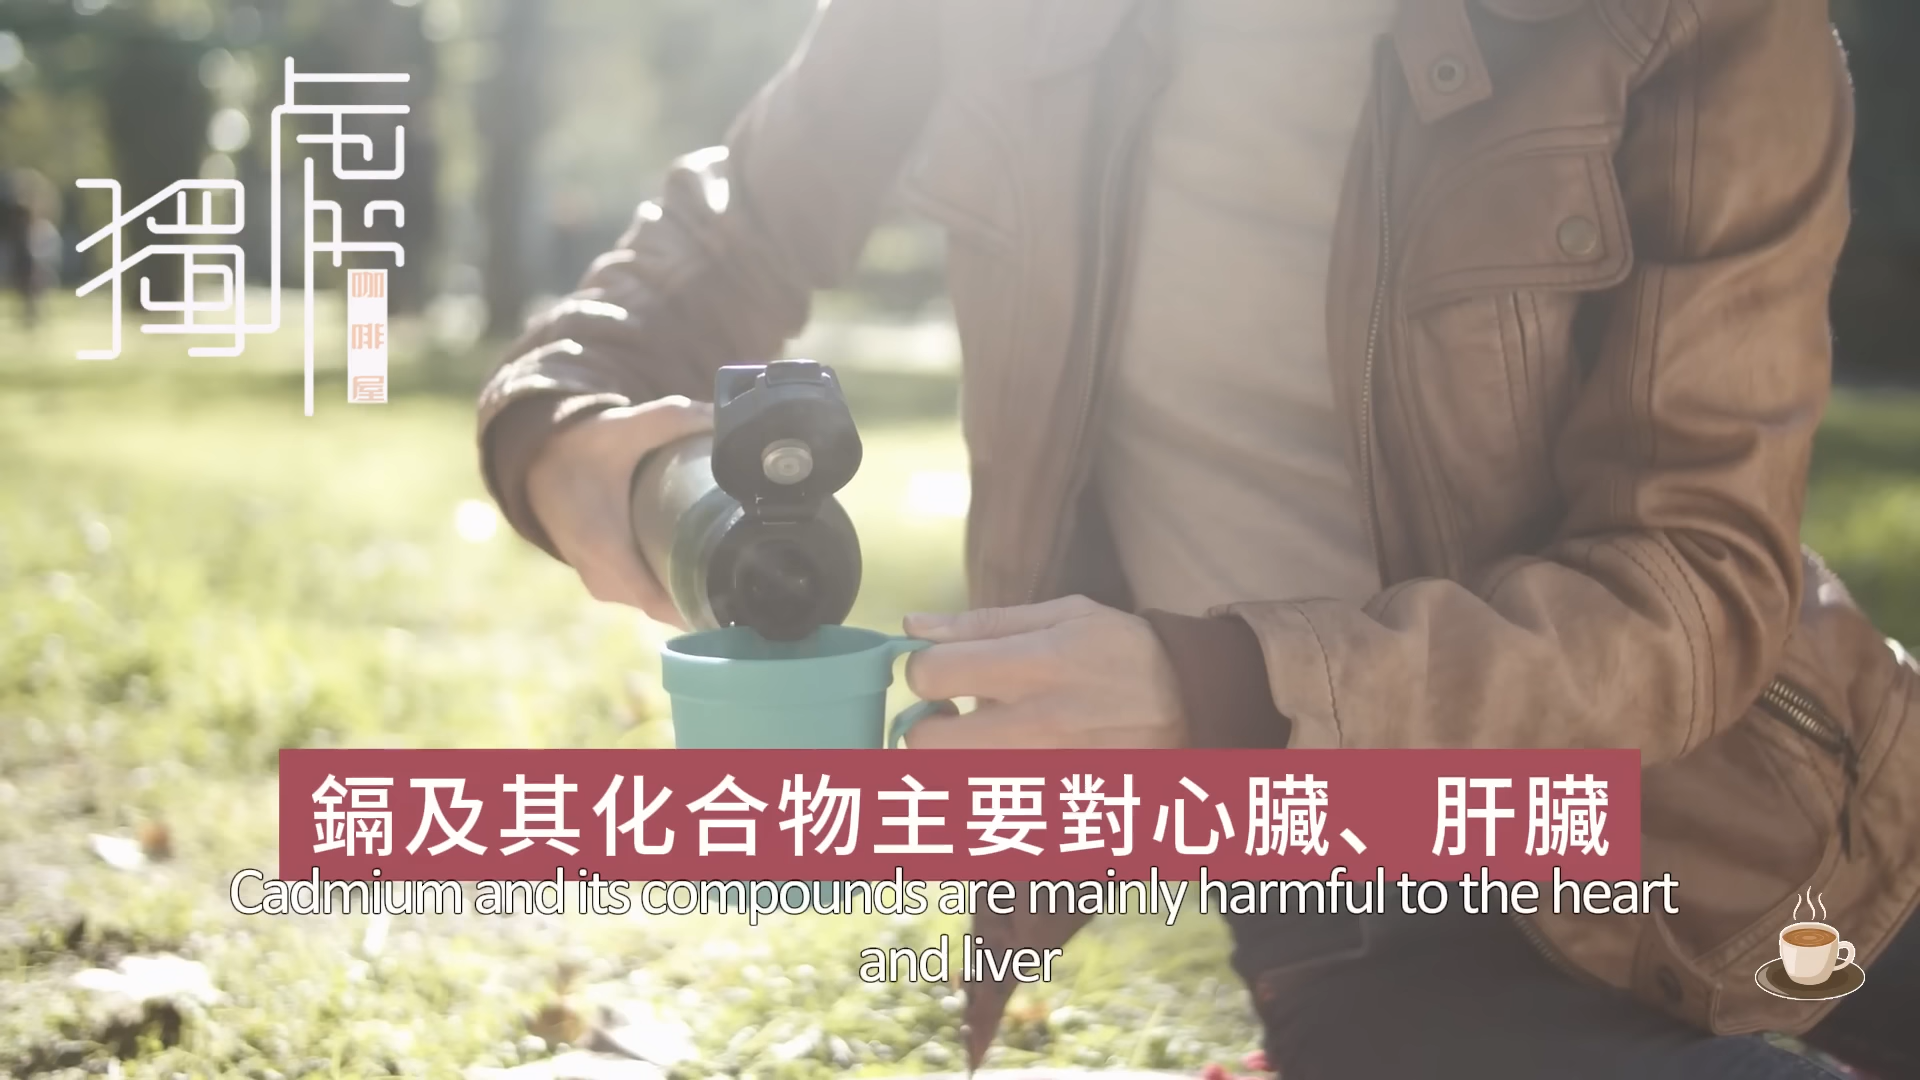 獨處
咖啡屋
鎘及其化合物主要對心臟、肝臟
Cadmium and its compounds are mainly harmful to the heart
and liver